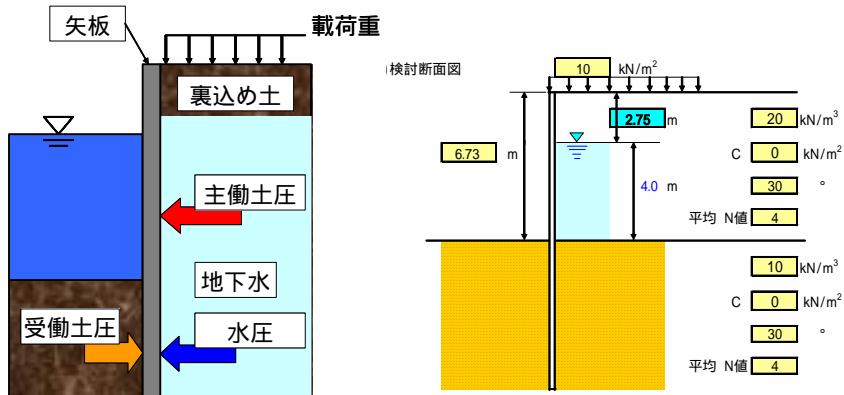 矢板
載荷重
裏込め土
主働土圧
地下水
受働土圧
水圧
)検討断面図
10 kN/m²
2.75 m
6.73 m
4.0 m
20 kN/m³
C 0 kN/m²
30 °
平均 N値 4
10 kN/m³
C 0 kN/m²
30 °
平均 N値 4